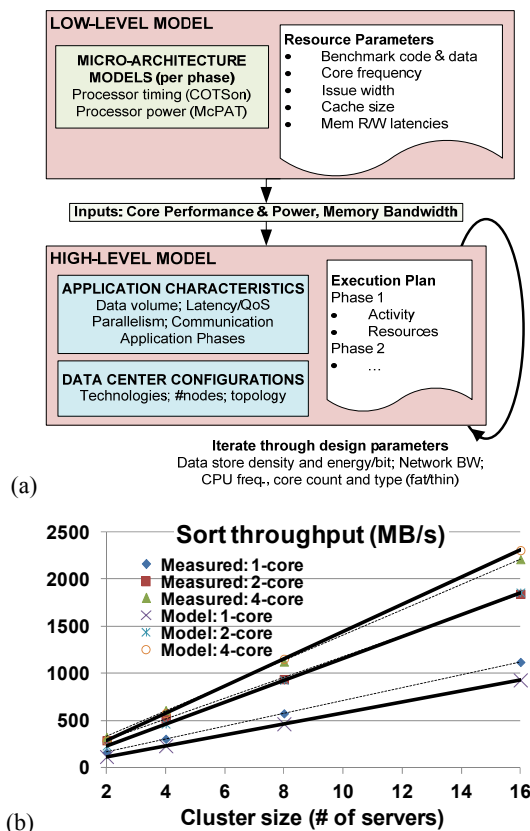 LOW-LEVEL MODEL
MICRO-ARCHITECTURE
MODELS (per phase)
Processor timing (COTSon)
Processor power (McPAT)
Resource Parameters
• Benchmark code & data
• Core frequency
• Issue width
• Cache size
• Mem R/W latencies
Inputs: Core Performance & Power, Memory Bandwidth
HIGH-LEVEL MODEL
APPLICATION CHARACTERISTICS
Data volume; Latency/QoS
Parallelism; Communication
Application Phases
DATA CENTER CONFIGURATIONS
Technologies; #nodes; topology
Execution Plan
Phase 1
• Activity
• Resources
Phase 2
• ...
Iterate through design parameters
Data store density and energy/bit; Network BW;
CPU freq., core count and type (fat/thin)
(a)
Sort throughput (MB/s)
2500
2000
1500
1000
500
0
Measured: 1-core
Measured: 2-core
Measured: 4-core
Model: 1-core
Model: 2-core
Model: 4-core
2 4 6 8 10 12 14 16
Cluster size (# of servers)
(b)